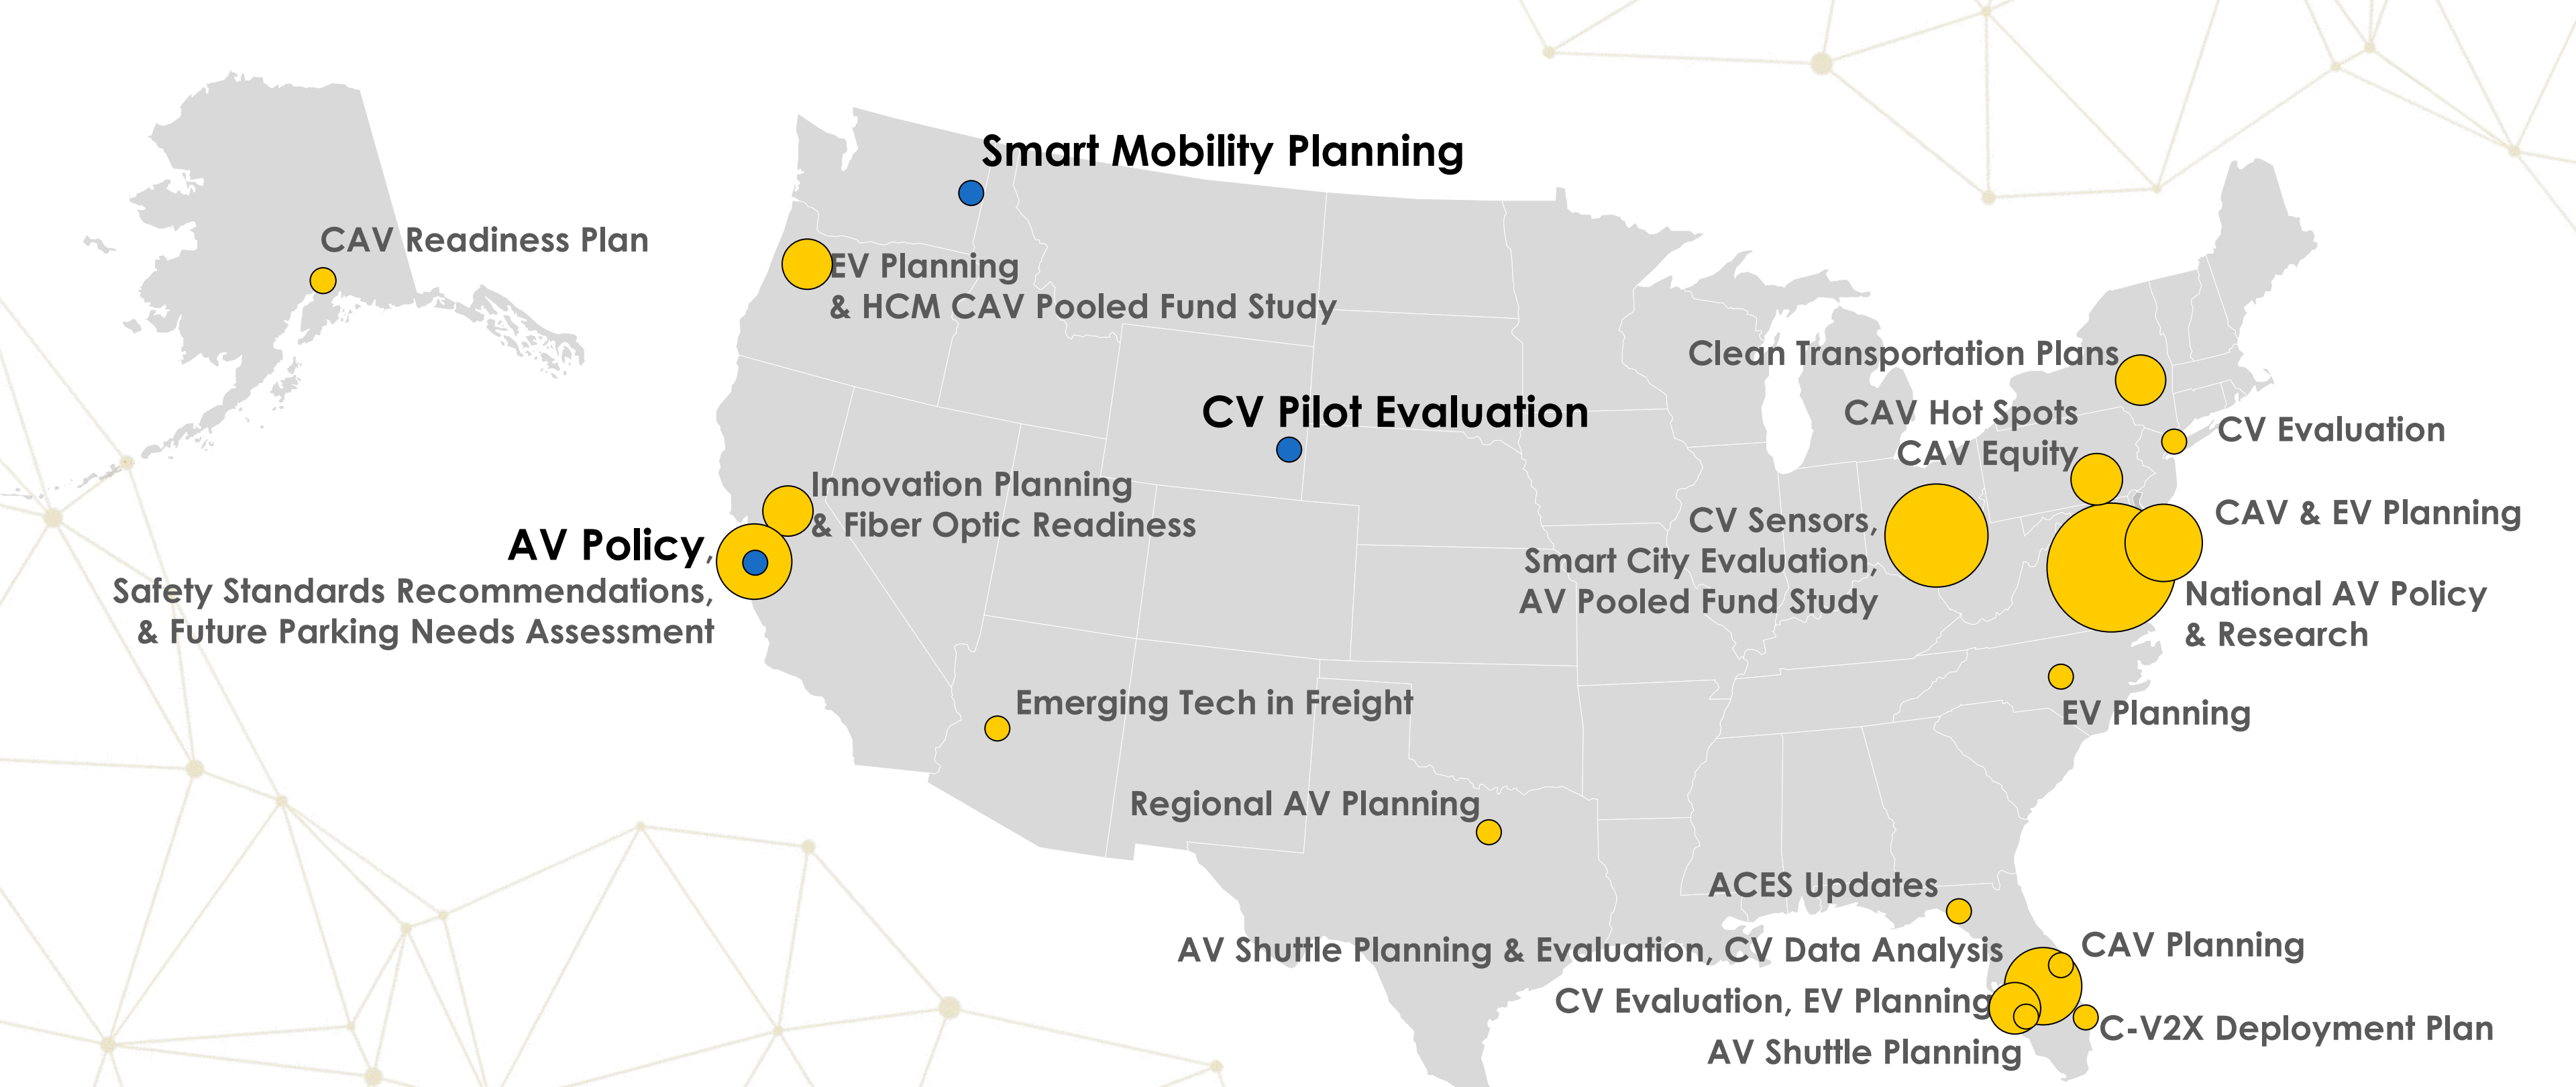 Smart Mobility Planning
CAV Readiness Plan
EV Planning
& HCM CAV Pooled Fund Study
Clean Transportation Plans
CV Pilot Evaluation
CAV Hot Spots
CAV Equity
CV Evaluation
Innovation Planning
& Fiber Optic Readiness
CAV & EV Planning
CV Sensors,
Smart City Evaluation,
AV Pooled Fund Study
AV Policy,
Safety Standards Recommendations,
& Future Parking Needs Assessment
National AV Policy
& Research
EV Planning
Emerging Tech in Freight
Regional AV Planning
ACES Updates
AV Shuttle Planning & Evaluation, CV Data Analysis
CAV Planning
CV Evaluation, EV Planning
C-V2X Deployment Plan
AV Shuttle Planning